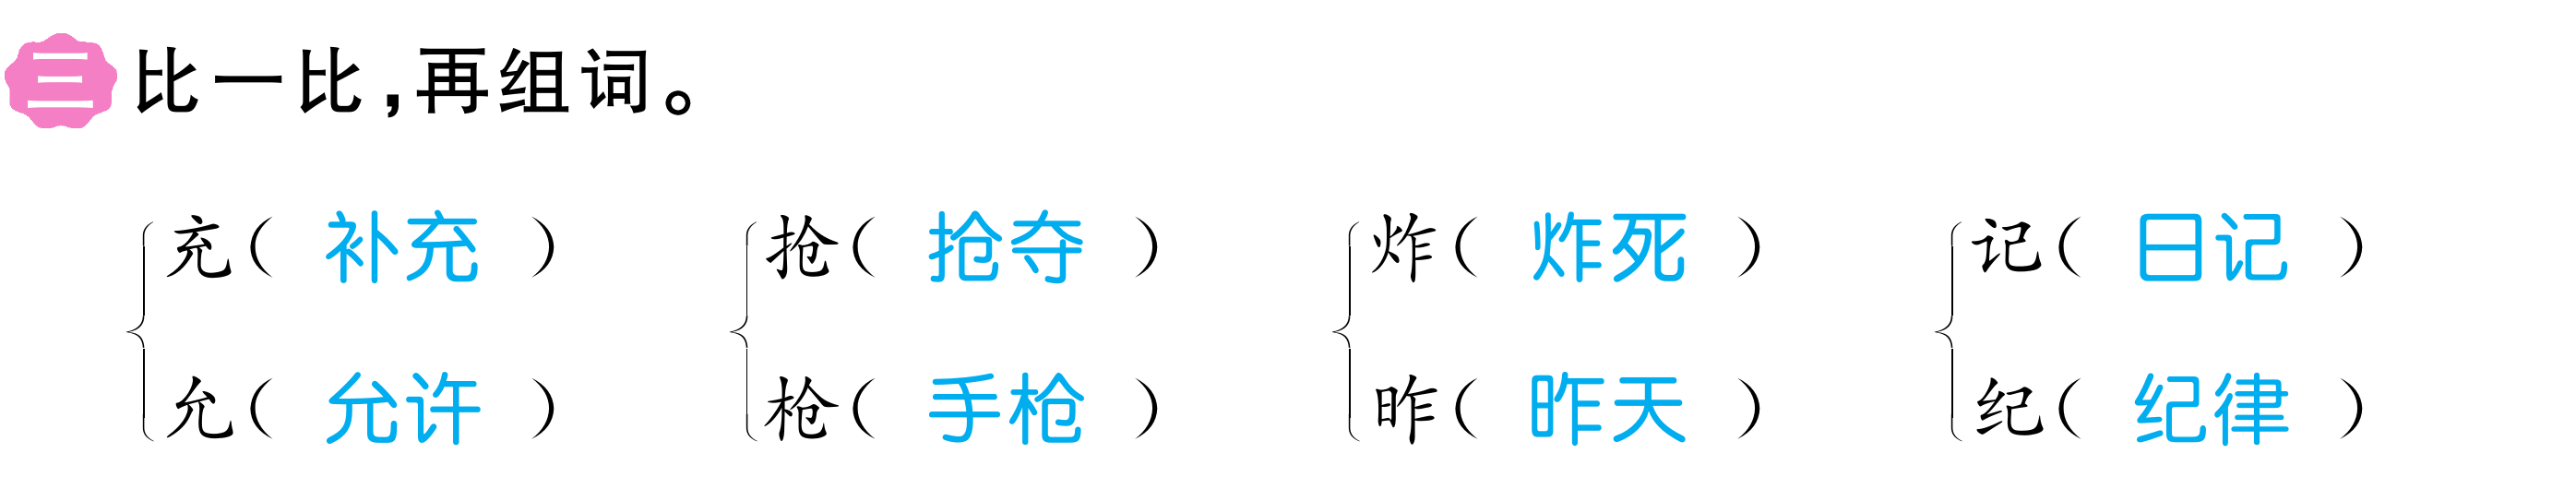 三 比一比,再组词。
充( 补充 ) 抢( 抢夺 ) 炸( 炸死 ) 记( 日记 )
允( 允许 ) 枪( 手枪 ) 昨( 昨天 ) 纪( 纪律 )